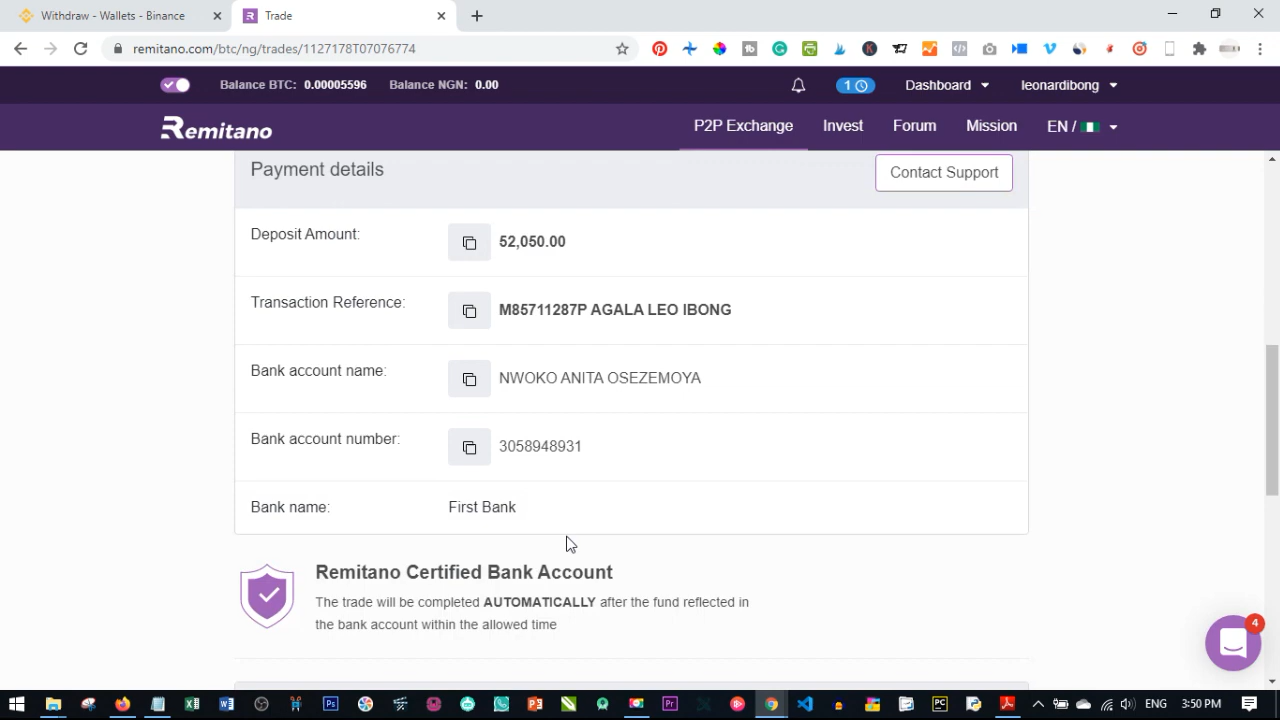 Withdraw - Wallets - Binance
Trade
remitano.com/btc/ng/trades/1127178T07076774
Balance BTC: 0.00005596
Balance NGN: 0.00
1
Dashboard
leonardibong
Remitano
P2P Exchange
Invest
Forum
Mission
EN /
Payment details
Contact Support
Deposit Amount:
52,050.00
Transaction Reference:
M85711287P AGALA LEO IBONG
Bank account name:
NWOKO ANITA OSEZEMOYA
Bank account number:
3058948931
Bank name:
First Bank
Remitano Certified Bank Account
The trade will be completed AUTOMATICALLY after the fund reflected in
the bank account within the allowed time
4
ENG
3:50 PM